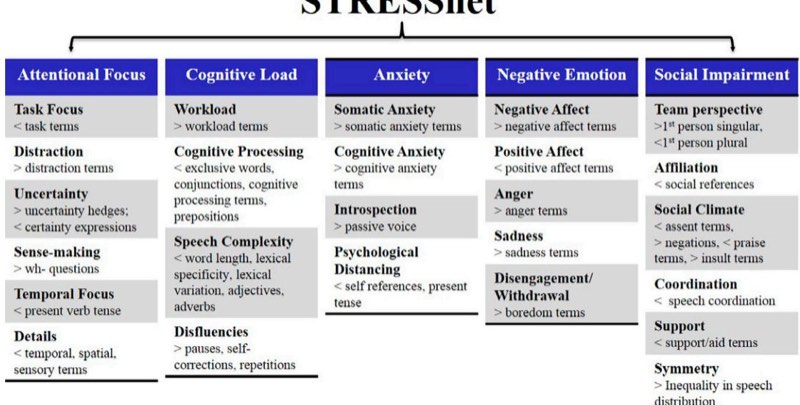 STRESSnet
Attentional Focus
Task Focus
< task terms
Distraction
> distraction terms
Uncertainty
> uncertainty hedges;
< certainty expressions
Sense-making
> wh- questions
Temporal Focus
< present verb tense
Details
< temporal, spatial,
sensory terms
Cognitive Load
Workload
> workload terms
Cognitive Processing
< exclusive words,
conjunctions, cognitive
processing terms,
prepositions
Speech Complexity
< word length, lexical
specificity, lexical
variation, adjectives,
adverbs
Disfluencies
> pauses, self-
corrections, repetitions
Anxiety
Somatic Anxiety
> somatic anxiety terms
Cognitive Anxiety
> cognitive anxiety
terms
Introspection
> passive voice
Psychological
Distancing
< self references, present
tense
Negative Emotion
Negative Affect
> negative affect terms
Positive Affect
< positive affect terms
Anger
> anger terms
Sadness
> sadness terms
Disengagement/
Withdrawal
> boredom terms
Social Impairment
Team perspective
>1st person singular,
<1st person plural
Affiliation
< social references
Social Climate
< assent terms,
> negations, < praise
terms, > insult terms
Coordination
< speech coordination
Support
< support/aid terms
Symmetry
> Inequality in speech
distribution